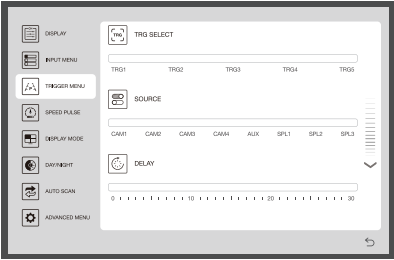 DISPLAY
INPUT MENU
TRIGGER MENU
SPEED PULSE
DISPLAY MODE
DAY/NIGHT
AUTO SCAN
ADVANCED MENU
TRG
TRG SELECT
TRG1 TRG2 TRG3 TRG4 TRG5
SOURCE
CAM1 CAM2 CAM3 CAM4 AUX SPL1 SPL2 SPL3
DELAY
0 10 20 30